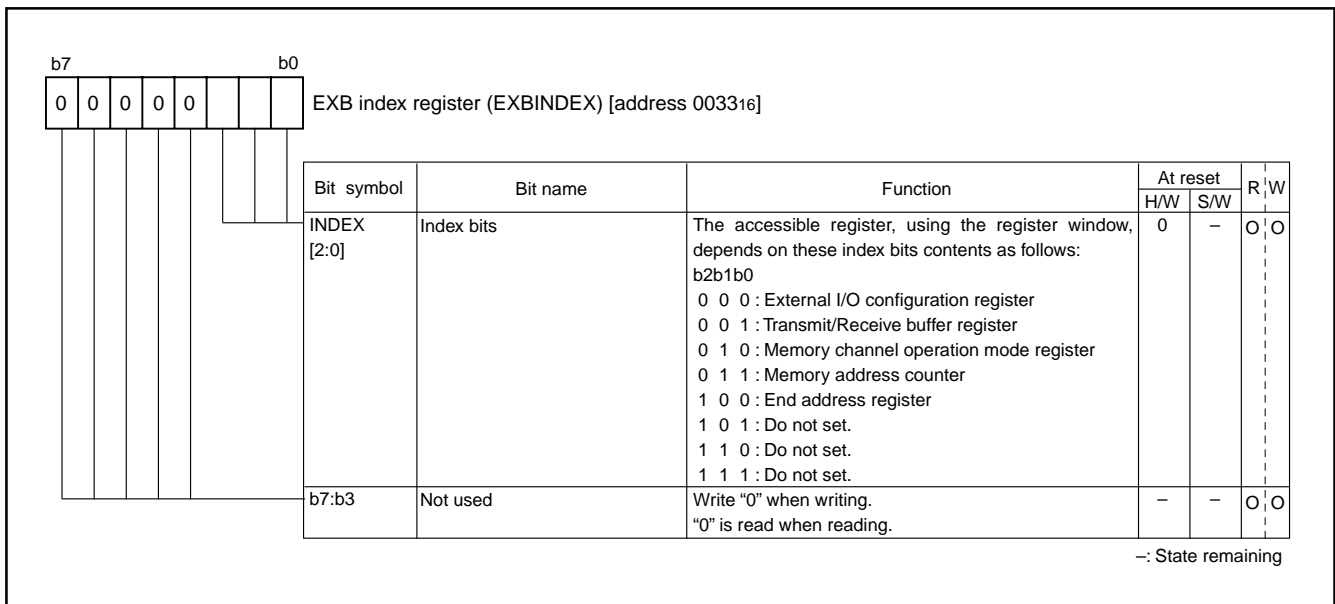 b7 b0
0 0 0 0 0
EXB index register (EXBINDEX) [address 003316]
Bit symbol Bit name Function At reset R W
H/W S/W
INDEX Index bits The accessible register, using the register window, 0 – O O
[2:0] depends on these index bits contents as follows:
b2b1b0
0 0 0 : External I/O configuration register
0 0 1 : Transmit/Receive buffer register
0 1 0 : Memory channel operation mode register
0 1 1 : Memory address counter
1 0 0 : End address register
1 0 1 : Do not set.
1 1 0 : Do not set.
1 1 1 : Do not set.
b7:b3 Not used Write “0” when writing. – – O O
“0” is read when reading.
–: State remaining